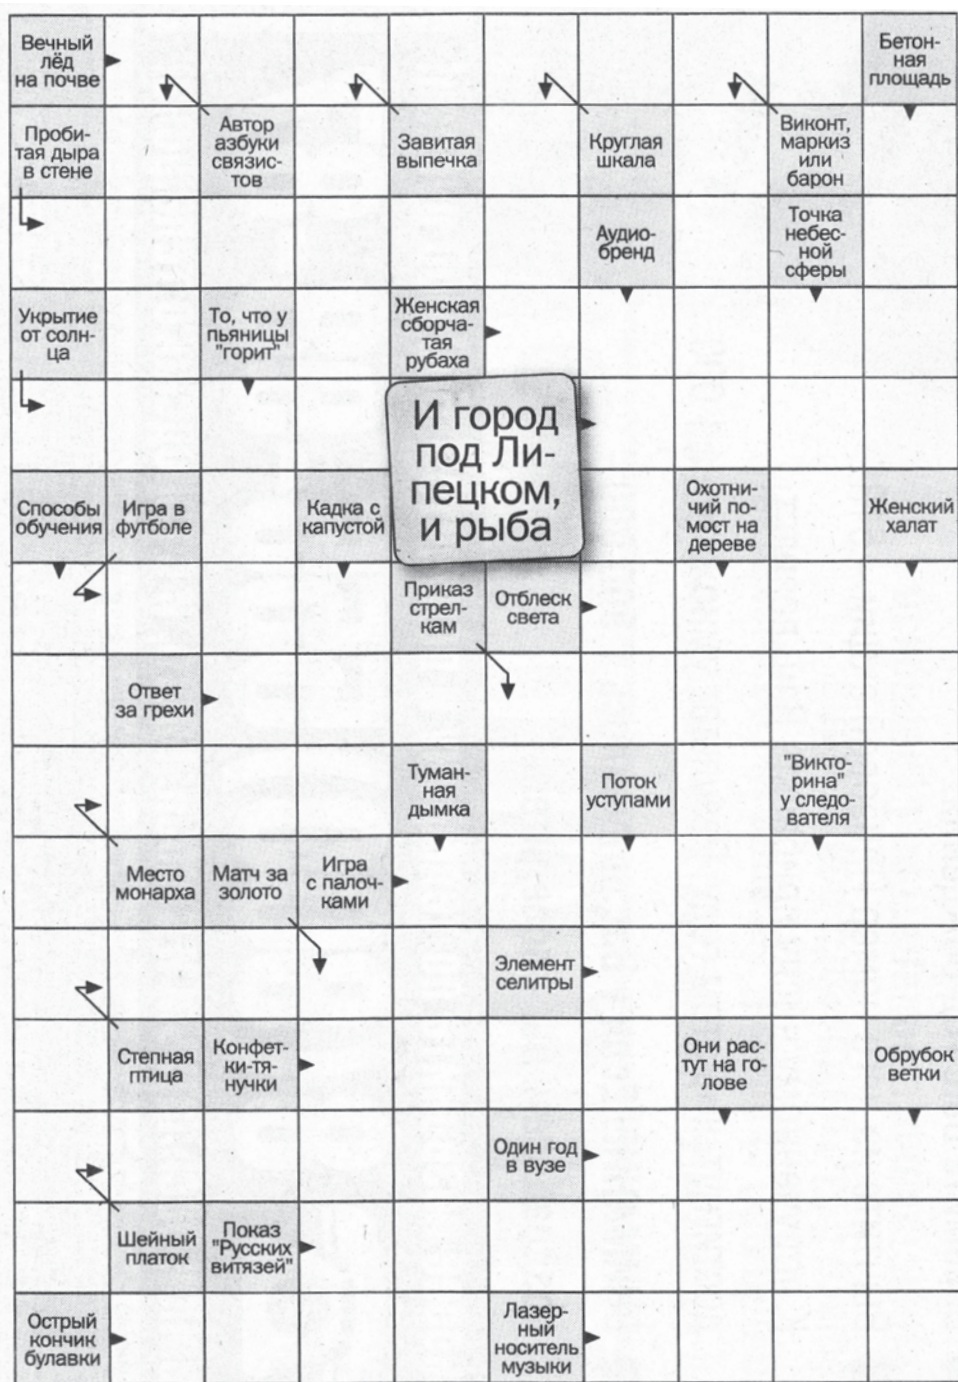 Вечный
лёд
на почве
Бетон-
ная
площадь
Проби-
тая дыра
в стене
Автор
азбуки
связис-
тов
Завитая
выпечка
Круглая
шкала
Виконт,
маркиз
или
барон
Аудио-
бренд
Точка
небес-
ной
сферы
Укрытие
от солн-
ца
То, что у
пьяницы
"горит"
Женская
сборча-
тая
рубаха
И город
под Ли-
пецком,
и рыба
Способы
обучения
Игра в
футболе
Кадка с
капустой
Охотни-
чий по-
мост на
дереве
Женский
халат
Приказ
стрел-
кам
Отблеск
света
Ответ
за грехи
Туман-
ная
дымка
Поток
уступами
"Викто-
рина"
у следо-
вателя
Место
монарха
Матч за
золото
Игра
с палоч-
ками
Элемент
селитры
Степная
птица
Конфет-
ки-тя-
нучки
Они рас-
тут на го-
лове
Обрубок
ветки
Один год
в вузе
Шейный
платок
Показ
"Русских
витязей"
Острый
кончик
булавки
Лазер-
ный
носитель
музыки